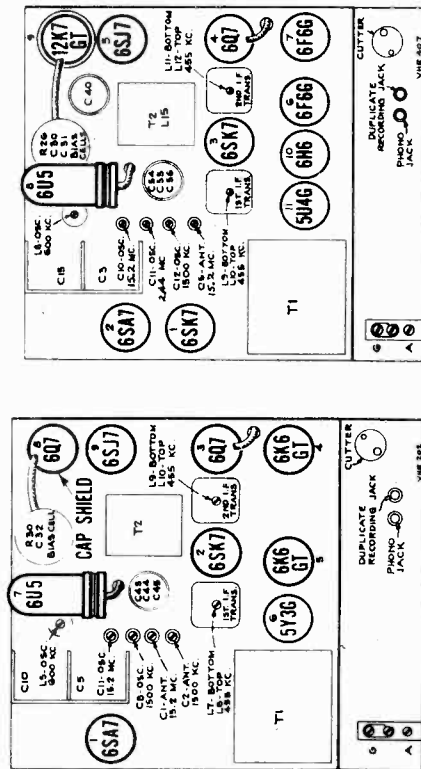 9
12K7
GT
5
6SJ7
C40
R26
C30
C31
BIAS
CELLS
8
6U5
L8-OSC.
600 KC.
C15
C3
C10-OSC.
15.2 MC.
C11-OSC.
2.44 MC.
C12-OSC.
1500 KC.
C6-ANT.
15.2 MC.
C54
C55
C56
T2
L15
L11-BOTTOM
L12-TOP
455 KC.
2ND I.F.
TRANS.
4
6Q7
3
6SK7
1ST I.F.
TRANS.
L9-BOTTOM
L10-TOP
455 KC.
2
6SA7
1
6SK7
T1
7
6F6G
6
6F6G
10
6H6
11
5U4G
CUTTER
DUPLICATE
RECORDING JACK
PHONO
JACK
G
A
8
6Q7
9
6SJ7
CAP SHIELD
R30
C32
BIAS CELL
7
6U5
L5-OSC
600 KC.
C10
C5
C11-OSC
15.2 MC.
C8-OSC.
1500 KC.
C1-ANT.
15.2 MC.
C2-ANT.
1500 KC.
C44
T2
L9-BOTTOM
L10-TOP
455 KC.
2ND I.F.
TRANS.
3
6Q7
2
6SK7
1ST. I.F.
TRANS.
L7-BOTTOM
L8-TOP
455 KC.
1
6SA7
T1
6K6
GT
4
6K6
GT
5
6
5Y3G
CUTTER
DUPLICATE
RECORDING JACK
PHONO
JACK
G
A